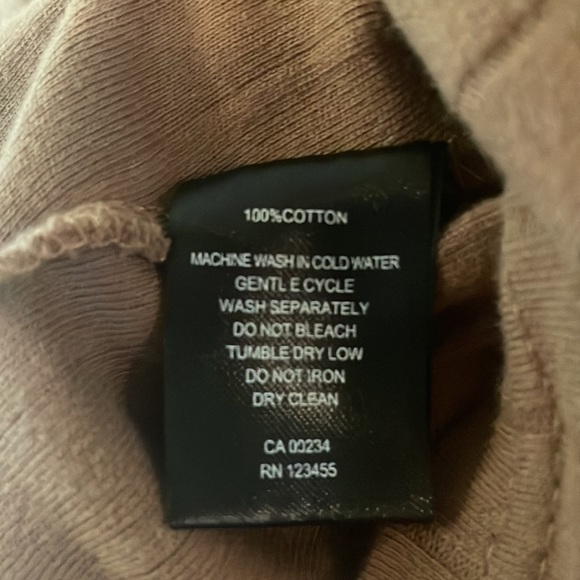 100%COTTON
MACHINE WASH IN COLD WATER
GENTLE CYCLE
WASH SEPARATELY
DO NOT BLEACH
TUMBLE DRY LOW
DO NOT IRON
DRY CLEAN
CA 00234
RN 123455